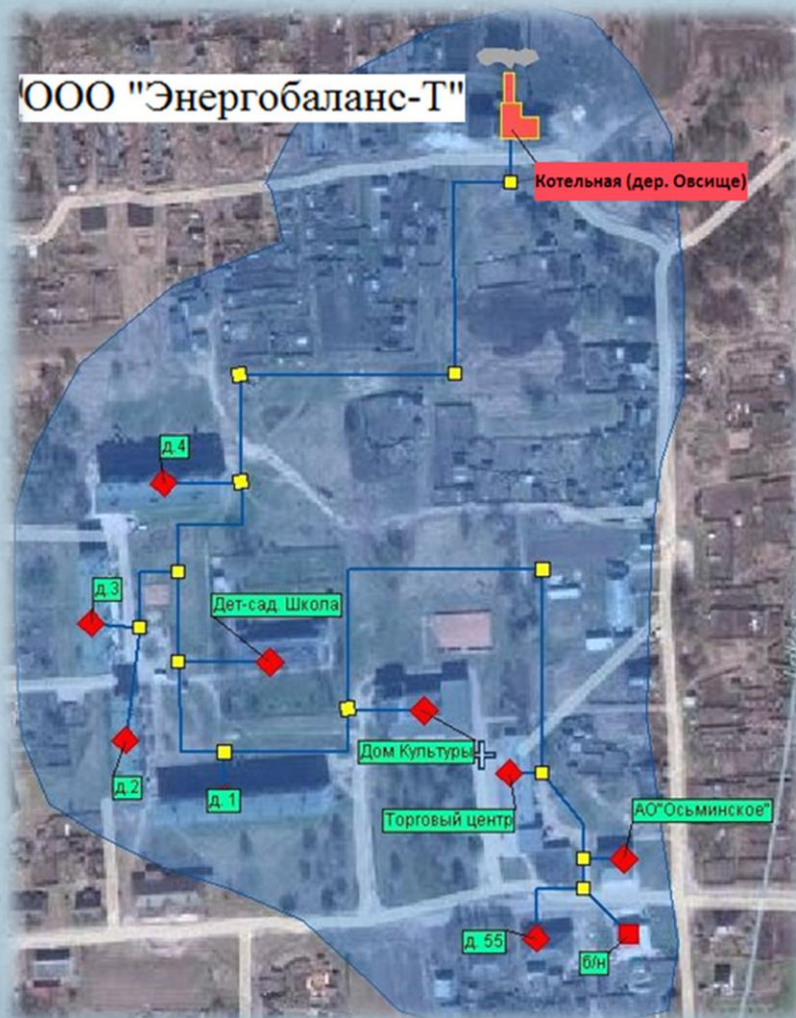 ООО "Энергобаланс-Т"
Котельная (дер. Овсище)
д.4
д.3
Дет-сад. Школа
Дом Культуры
д.2
д. 1
Торговый центр
АО"Осьминское"
д. 55
б/н